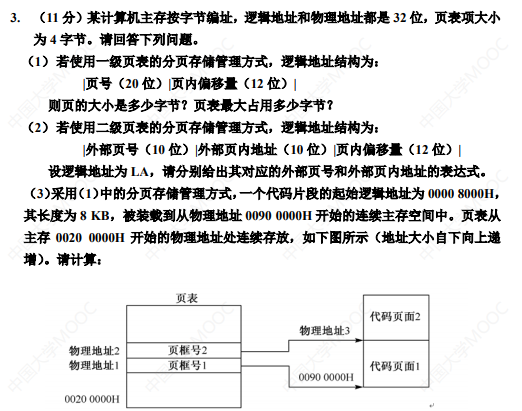 3. （11 分）某计算机主存按字节编址，逻辑地址和物理地址都是 32 位，页表项大小
为 4 字节。请回答下列问题。
（1）若使用一级页表的分页存储管理方式，逻辑地址结构为：
|页号（20 位）|页内偏移量（12 位）|
则页的大小是多少字节？页表最大占用多少字节？
（2）若使用二级页表的分页存储管理方式，逻辑地址结构为：
|外部页号（10 位）|外部页内地址（10 位）|页内偏移量（12 位）|
设逻辑地址为 LA，请分别给出其对应的外部页号和外部页内地址的表达式。
（3)采用(1)中的分页存储管理方式，一个代码片段的起始逻辑地址为 0000 8000H，
其长度为 8 KB，被装载到从物理地址 0090 0000H 开始的连续主存空间中。页表从
主存 0020 0000H 开始的物理地址处连续存放，如下图所示（地址大小自下向上递
增）。请计算：
页表
代码页面2
物理地址3
物理地址2 页框号2
物理地址1 页框号1
代码页面1
0090 0000H
0020 0000H
中国大学MOOC